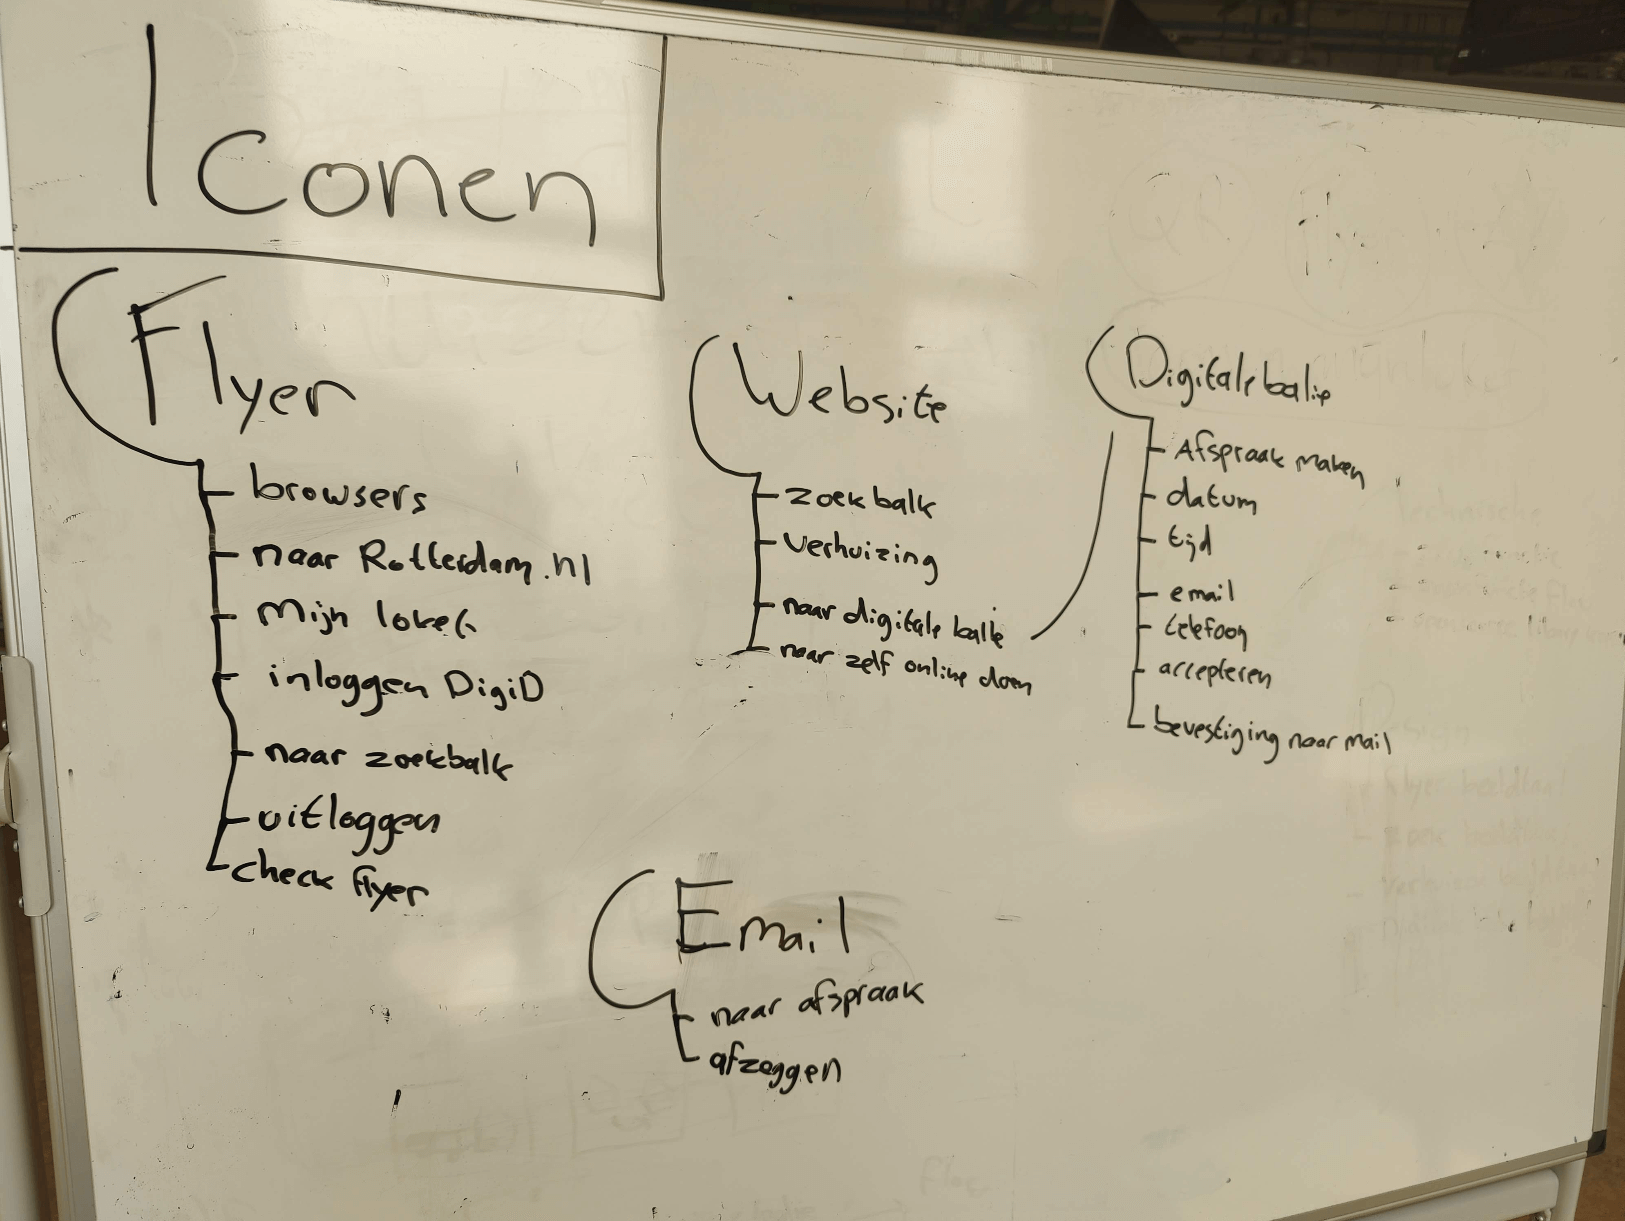 Iconen
Flyer
- browsers
- naar Rotterdam.nl
- Mijn loket
- inloggen DigiD
- naar zoekbalk
- uitloggen
- check flyer
Website
- zoekbalk
- Verhuizing
- naar digitale balie
- naar zelf online doen
Digitale balie
- Afspraak maken
- datum
- tijd
- email
- telefoon
- accepteren
- bevestiging naar mail
Email
- naar afspraak
- afzeggen